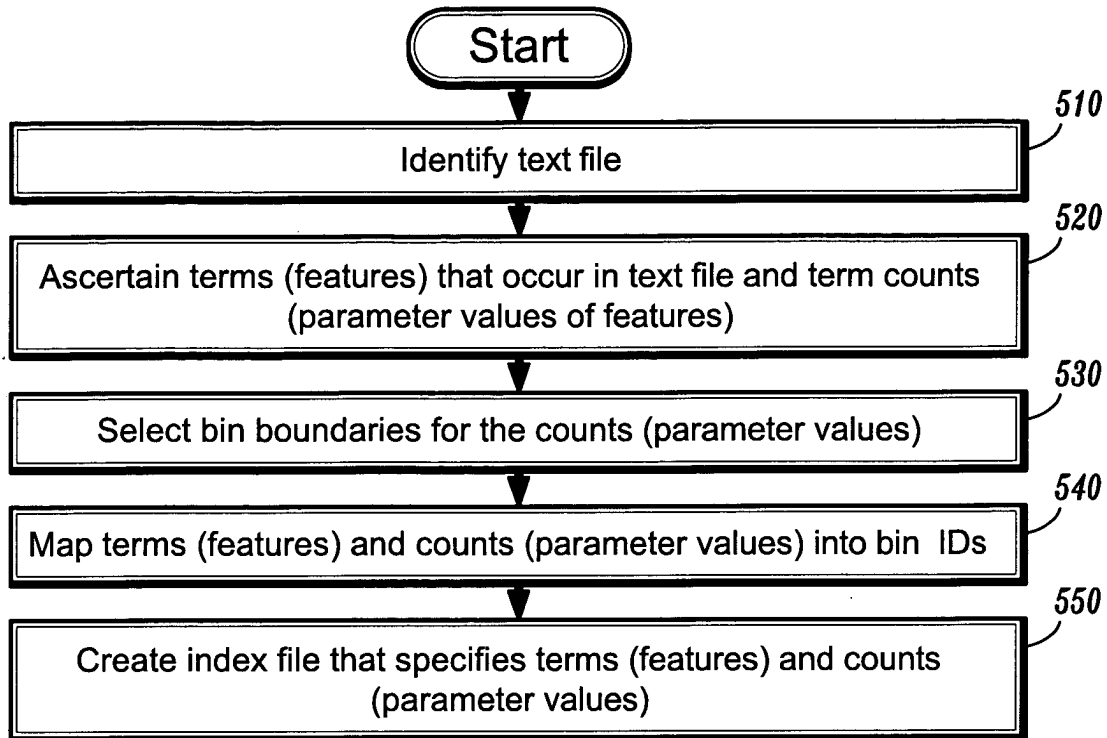 Start
510
Identify text file
520
Ascertain terms (features) that occur in text file and term counts
(parameter values of features)
530
Select bin boundaries for the counts (parameter values)
540
Map terms (features) and counts (parameter values) into bin IDs
550
Create index file that specifies terms (features) and counts
(parameter values)